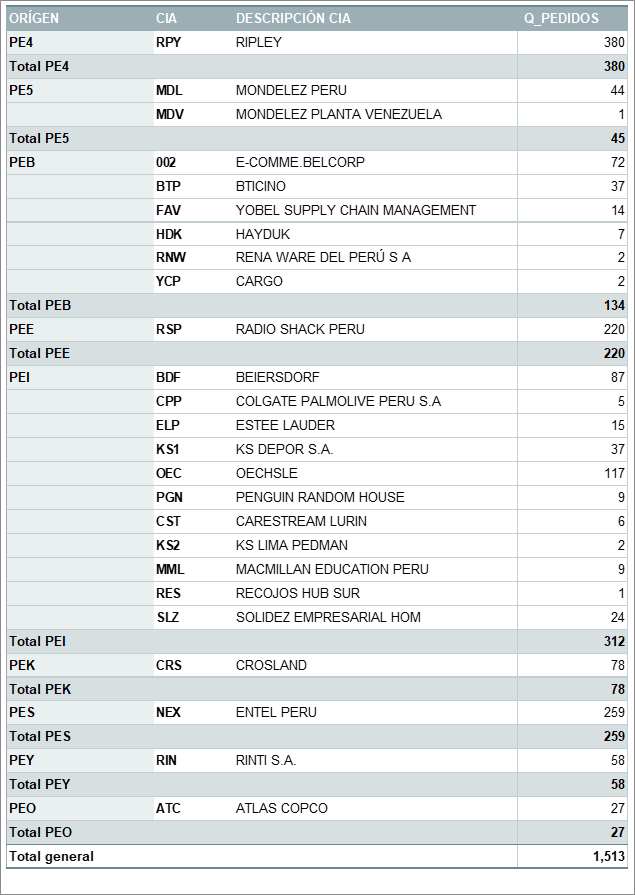 ORÍGEN CIA DESCRIPCIÓN CIA Q_PEDIDOS
PE4 RPY RIPLEY 380
Total PE4 380
PE5 MDL MONDELEZ PERU 44
MDV MONDELEZ PLANTA VENEZUELA 1
Total PE5 45
PEB 002 E-COMME.BELCORP 72
BTP BTICINO 37
FAV YOBEL SUPPLY CHAIN MANAGEMENT 14
HDK HAYDUK 7
RNW RENA WARE DEL PERÚ S A 2
YCP CARGO 2
Total PEB 134
PEE RSP RADIO SHACK PERU 220
Total PEE 220
PEI BDF BEIERSDORF 87
CPP COLGATE PALMOLIVE PERU S.A 5
ELP ESTEE LAUDER 15
KS1 KS DEPOR S.A. 37
OEC OECHSLE 117
PGN PENGUIN RANDOM HOUSE 9
CST CARESTREAM LURIN 6
KS2 KS LIMA PEDMAN 2
MML MACMILLAN EDUCATION PERU 9
RES RECOJOS HUB SUR 1
SLZ SOLIDEZ EMPRESARIAL HOM 24
Total PEI 312
PEK CRS CROSLAND 78
Total PEK 78
PES NEX ENTEL PERU 259
Total PES 259
PEY RIN RINTI S.A. 58
Total PEY 58
PEO ATC ATLAS COPCO 27
Total PEO 27
Total general 1,513